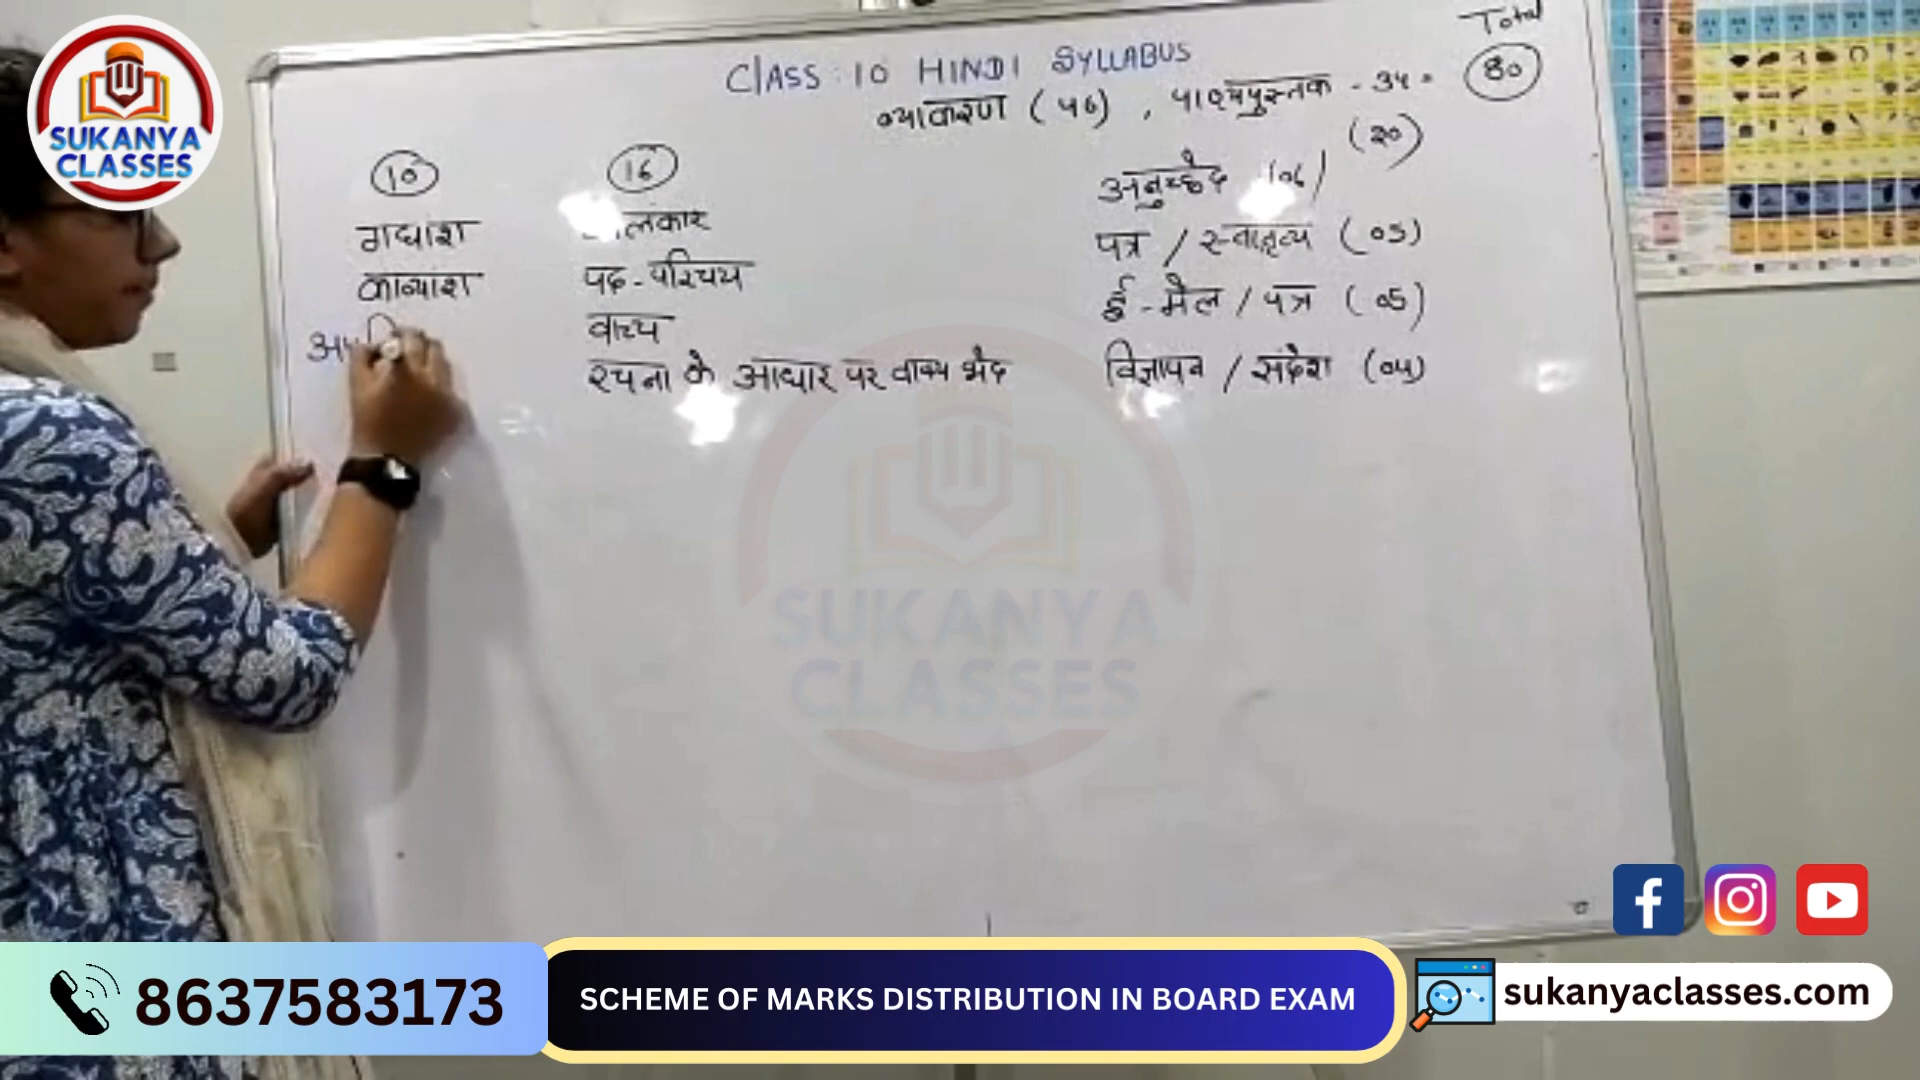 SUKANYA
CLASSES
Total
CLASS : 10 HINDI SYLLABUS
80
व्याकरण (46) , पाठ्यपुस्तक - 34 =
(20)
10
16
गद्यांश
काव्यांश
पद-परिचय
वाच्य
रचना के आधार पर वाक्य भेद
अनुच्छेद
पत्र / स्ववृत्य (05)
ई-मेल / पत्र (05)
विज्ञापन / संदेश (04)
SUKANYA
CLASSES
8637583173
SCHEME OF MARKS DISTRIBUTION IN BOARD EXAM
sukanyaclasses.com